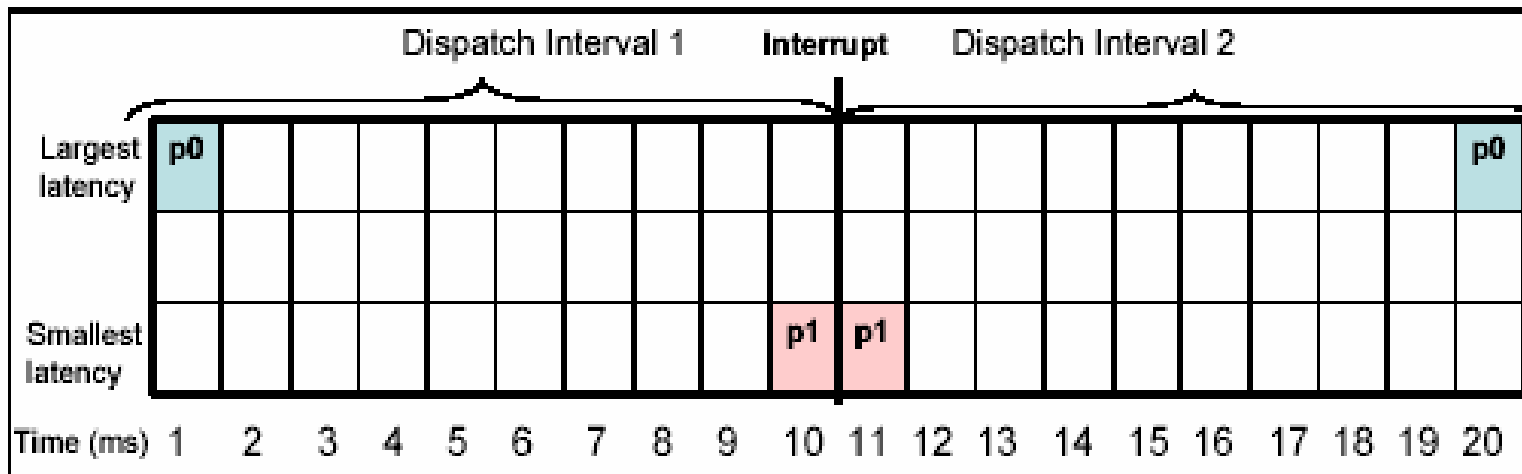 Dispatch Interval 1 Interrupt Dispatch Interval 2
Largest latency p0 p0
Smallest latency p1 p1
Time (ms) 1 2 3 4 5 6 7 8 9 10 11 12 13 14 15 16 17 18 19 20